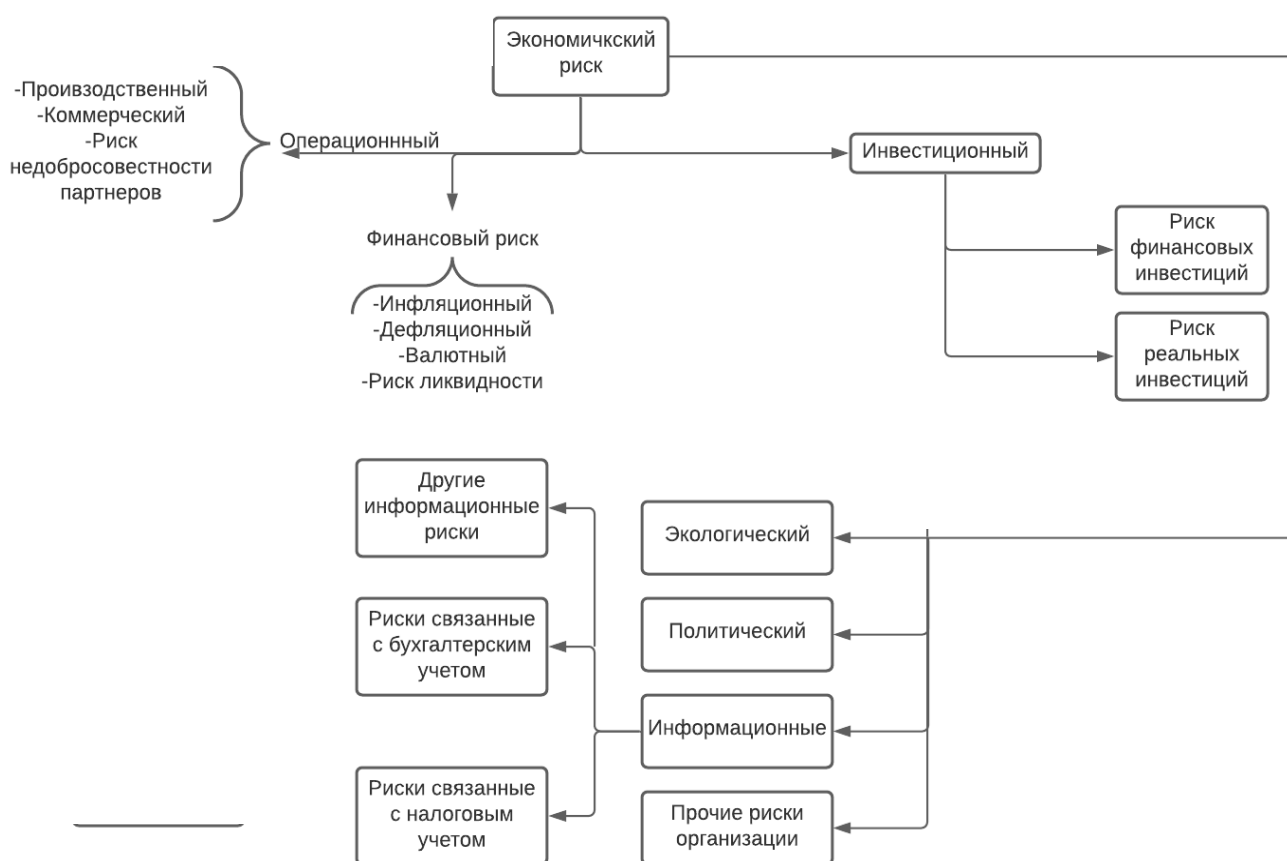 Экономичкский
риск
-Проивзодственный
-Коммерческий
-Риск
недобросовестности
партнеров
Операционнный
Инвестиционный
Финансовый риск
-Инфляционный
-Дефляционный
-Валютный
-Риск ликвидности
Риск
финансовых
инвестиций
Риск
реальных
инвестиций
Другие
информационные
риски
Риски связанные
с бухгалтерским
учетом
Риски связанные
с налоговым
учетом
Экологический
Политический
Информационные
Прочие риски
организации